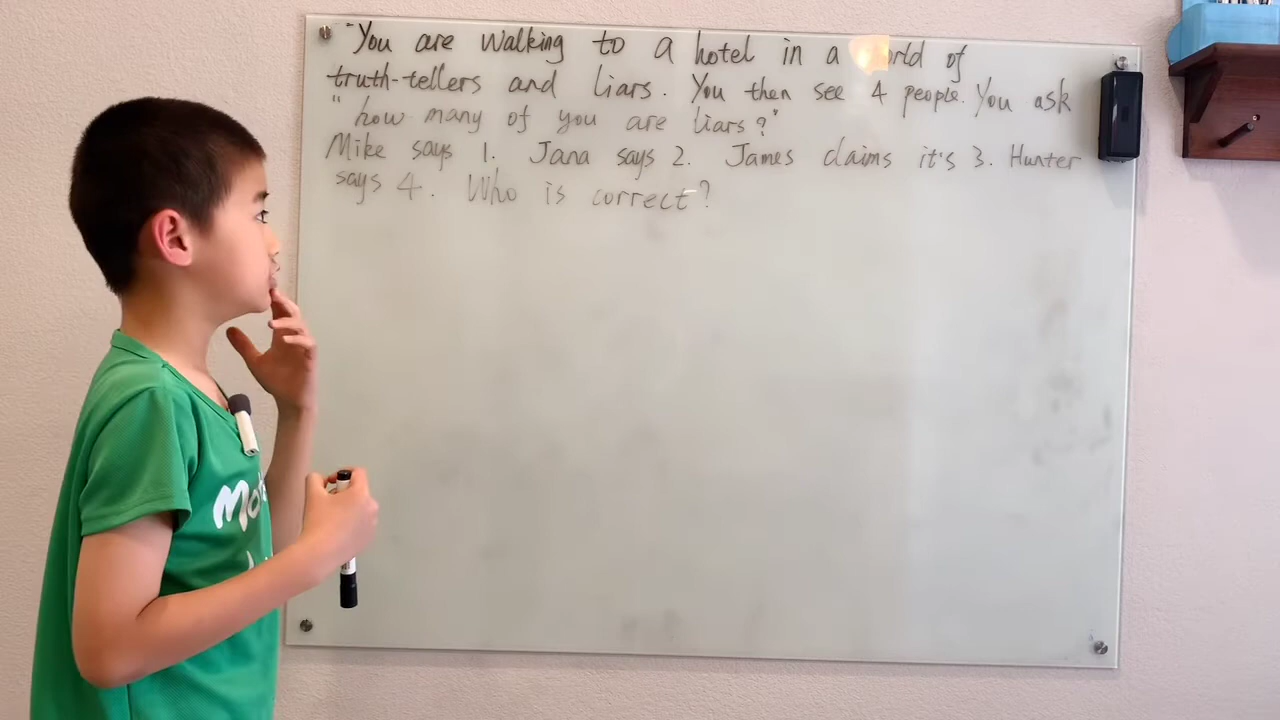 "You are walking to a hotel in a world of
truth-tellers and liars. You then see 4 people. You ask
"how many of you are liars?"
Mike says 1. Jana says 2. James claims it's 3. Hunter
says 4. Who is correct?